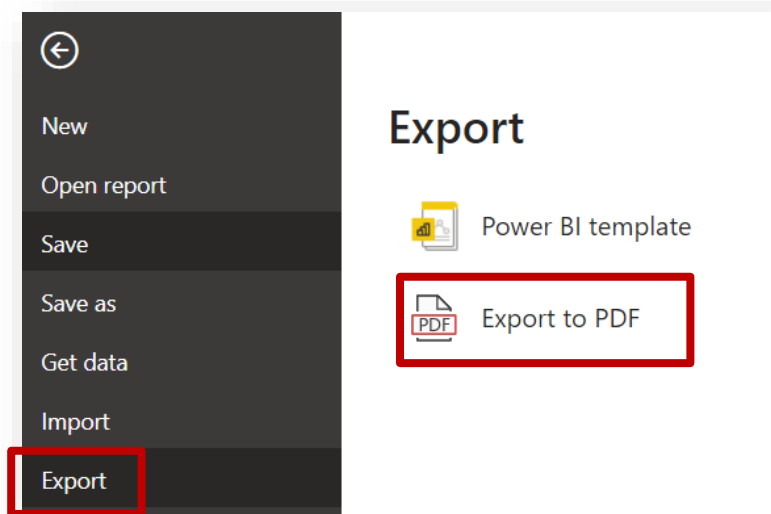 New
Open report
Save
Save as
Get data
Import
Export
Export
Power BI template
PDF
Export to PDF